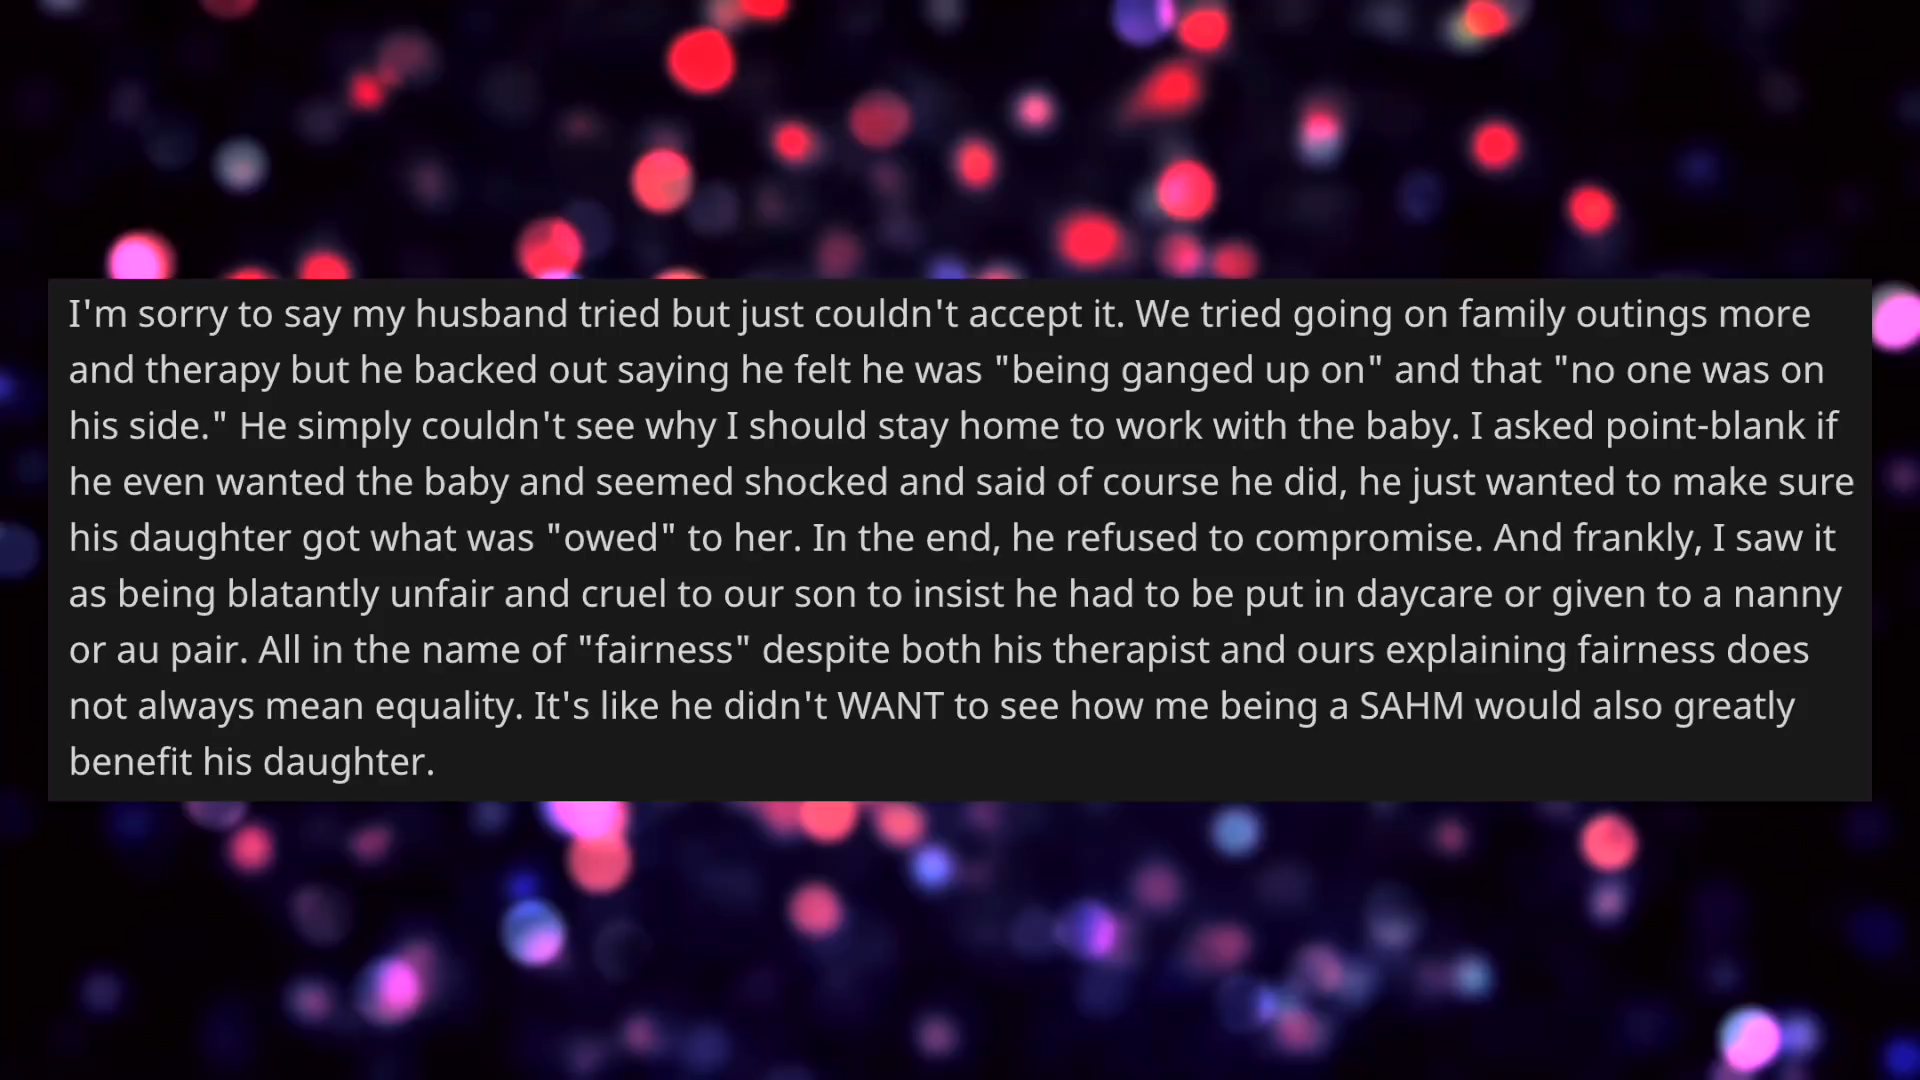 I'm sorry to say my husband tried but just couldn't accept it. We tried going on family outings more
and therapy but he backed out saying he felt he was "being ganged up on" and that "no one was on
his side." He simply couldn't see why I should stay home to work with the baby. I asked point-blank if
he even wanted the baby and seemed shocked and said of course he did, he just wanted to make sure
his daughter got what was "owed" to her. In the end, he refused to compromise. And frankly, I saw it
as being blatantly unfair and cruel to our son to insist he had to be put in daycare or given to a nanny
or au pair. All in the name of "fairness" despite both his therapist and ours explaining fairness does
not always mean equality. It's like he didn't WANT to see how me being a SAHM would also greatly
benefit his daughter.